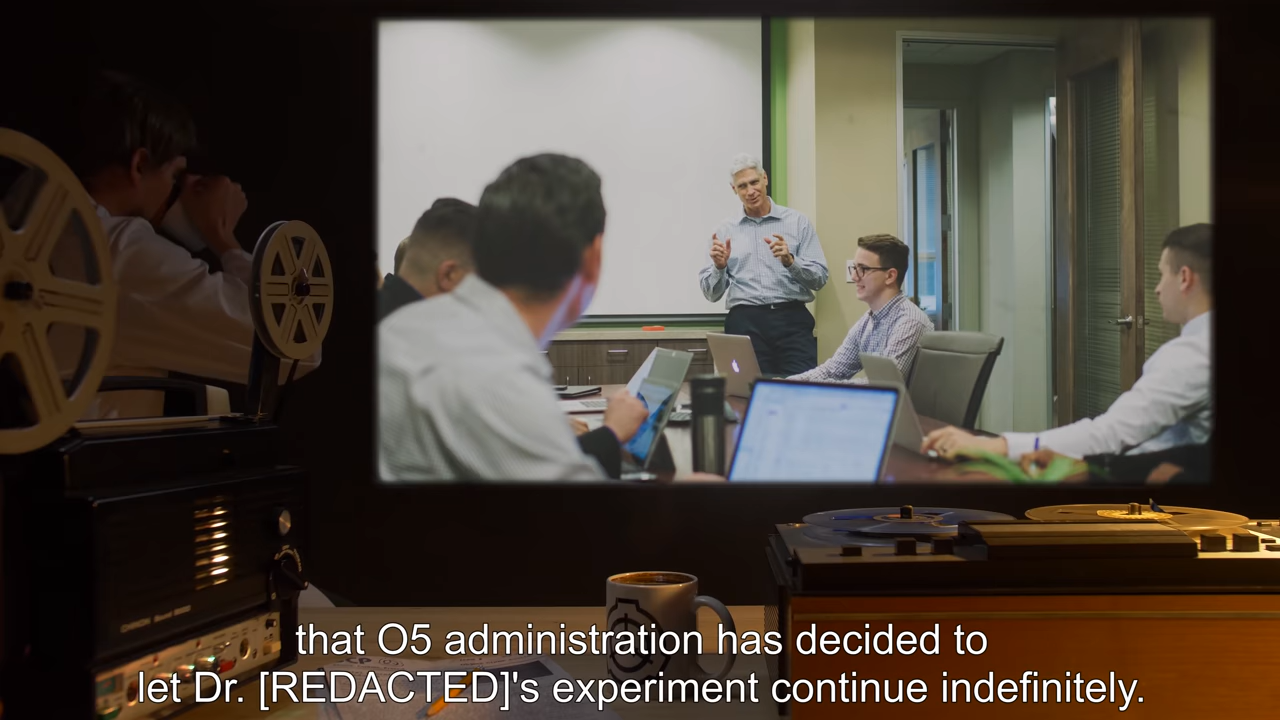 that O5 administration has decided to
let Dr. [REDACTED]'s experiment continue indefinitely.